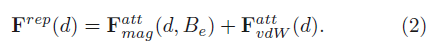 F^{rep}(d) = F^{att}_{mag}(d, B_e) + F^{att}_{vdW}(d). (2)